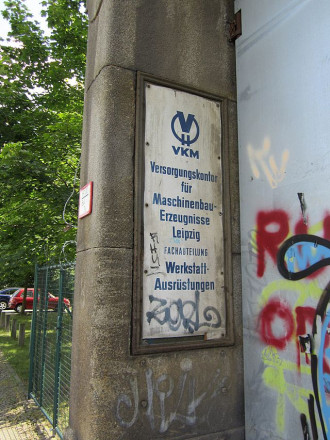 VKM
Versorgungskontor
für
Maschinenbau-
Erzeugnisse
Leipzig
FACHABTEILUNG
Werkstatt-
Ausrüstungen